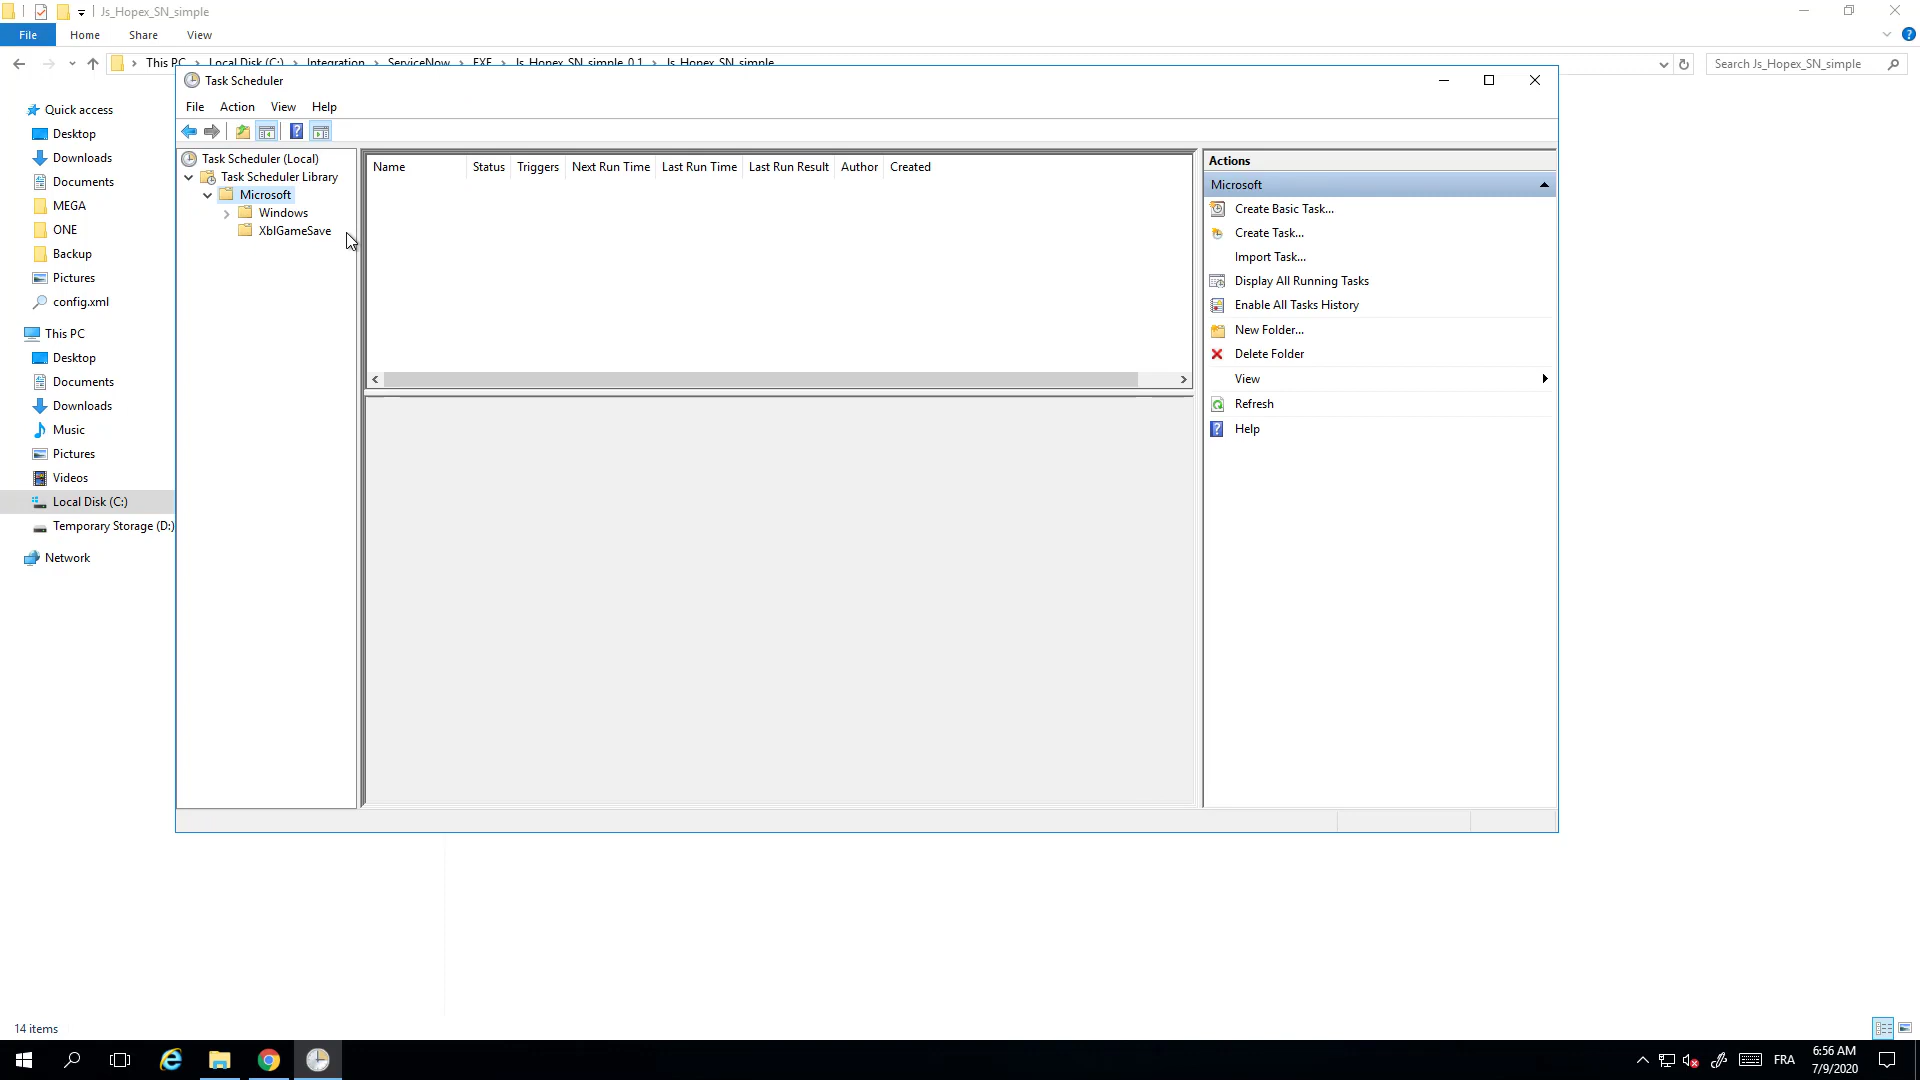 Js_Hopex_SN_simple
File Home Share View
This PC Local Disk (C:) Integration ServiceNow EXE Js_Hopex_SN_simple_0.1 Js_Hopex_SN_simple
Search Js_Hopex_SN_simple
Quick access
Desktop
Downloads
Documents
MEGA
ONE
Backup
Pictures
config.xml
This PC
Desktop
Documents
Downloads
Music
Pictures
Videos
Local Disk (C:)
Temporary Storage (D:)
Network
14 items
Task Scheduler
File Action View Help
Task Scheduler (Local)
Task Scheduler Library
Microsoft
Windows
XblGameSave
Name Status Triggers Next Run Time Last Run Time Last Run Result Author Created
Actions
Microsoft
Create Basic Task...
Create Task...
Import Task...
Display All Running Tasks
Enable All Tasks History
New Folder...
Delete Folder
View
Refresh
Help
FRA
6:56 AM
7/9/2020